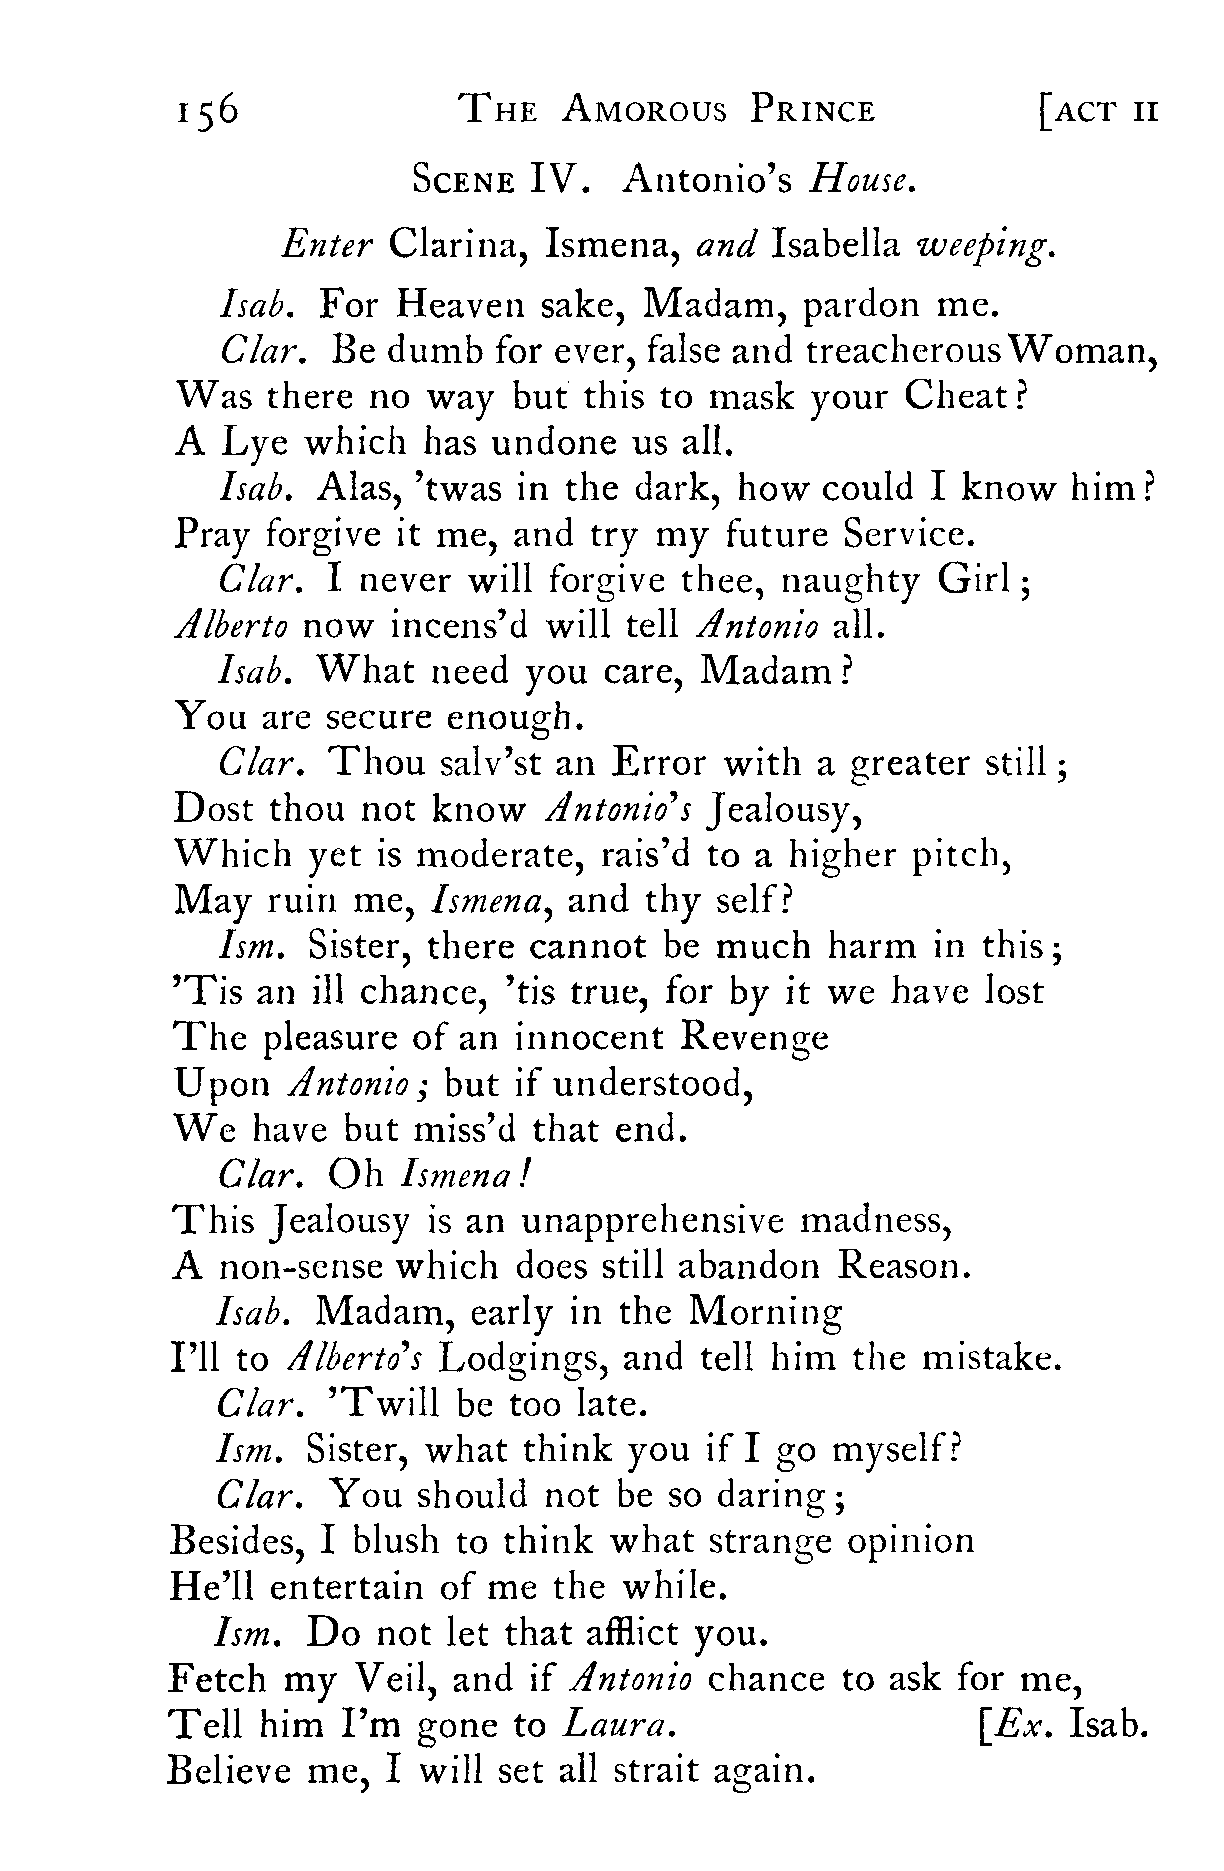 156 The Amorous Prince [act ii
Scene IV. Antonio’s House.
Enter Clarina, Ismena, and Isabella weeping.
Isab. For Heaven sake, Madam, pardon me.
Clar. Be dumb for ever, false and treacherous Woman,
Was there no way but this to mask your Cheat?
A Lye which has undone us all.
Isab. Alas, ’twas in the dark, how could I know him?
Pray forgive it me, and try my future Service.
Clar. I never will forgive thee, naughty Girl;
Alberto now incens’d will tell Antonio all.
Isab. What need you care, Madam?
You are secure enough.
Clar. Thou salv’st an Error with a greater still;
Dost thou not know Antonio’s Jealousy,
Which yet is moderate, rais’d to a higher pitch,
May ruin me, Ismena, and thy self?
Ism. Sister, there cannot be much harm in this;
’Tis an ill chance, ’tis true, for by it we have lost
The pleasure of an innocent Revenge
Upon Antonio; but if understood,
We have but miss’d that end.
Clar. Oh Ismena!
This Jealousy is an unapprehensive madness,
A non-sense which does still abandon Reason.
Isab. Madam, early in the Morning
I’ll to Alberto’s Lodgings, and tell him the mistake.
Clar. ’Twill be too late.
Ism. Sister, what think you if I go myself?
Clar. You should not be so daring;
Besides, I blush to think what strange opinion
He’ll entertain of me the while.
Ism. Do not let that afflict you.
Fetch my Veil, and if Antonio chance to ask for me,
Tell him I’m gone to Laura. [Ex. Isab.
Believe me, I will set all strait again.